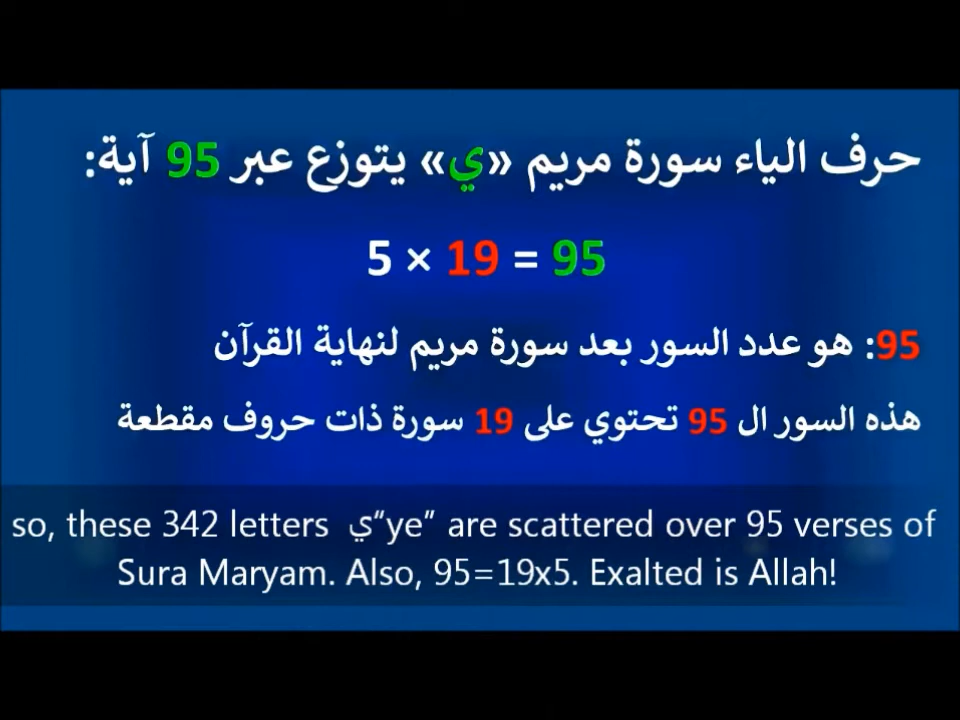 حرف الياء سورة مريم «ي» يتوزع عبر 95 آية:
5 × 19 = 95
95: هو عدد السور بعد سورة مريم لنهاية القرآن
هذه السور ال 95 تحتوي على 19 سورة ذات حروف مقطعة
so, these 342 letters ي“ye” are scattered over 95 verses of
Sura Maryam. Also, 95=19x5. Exalted is Allah!